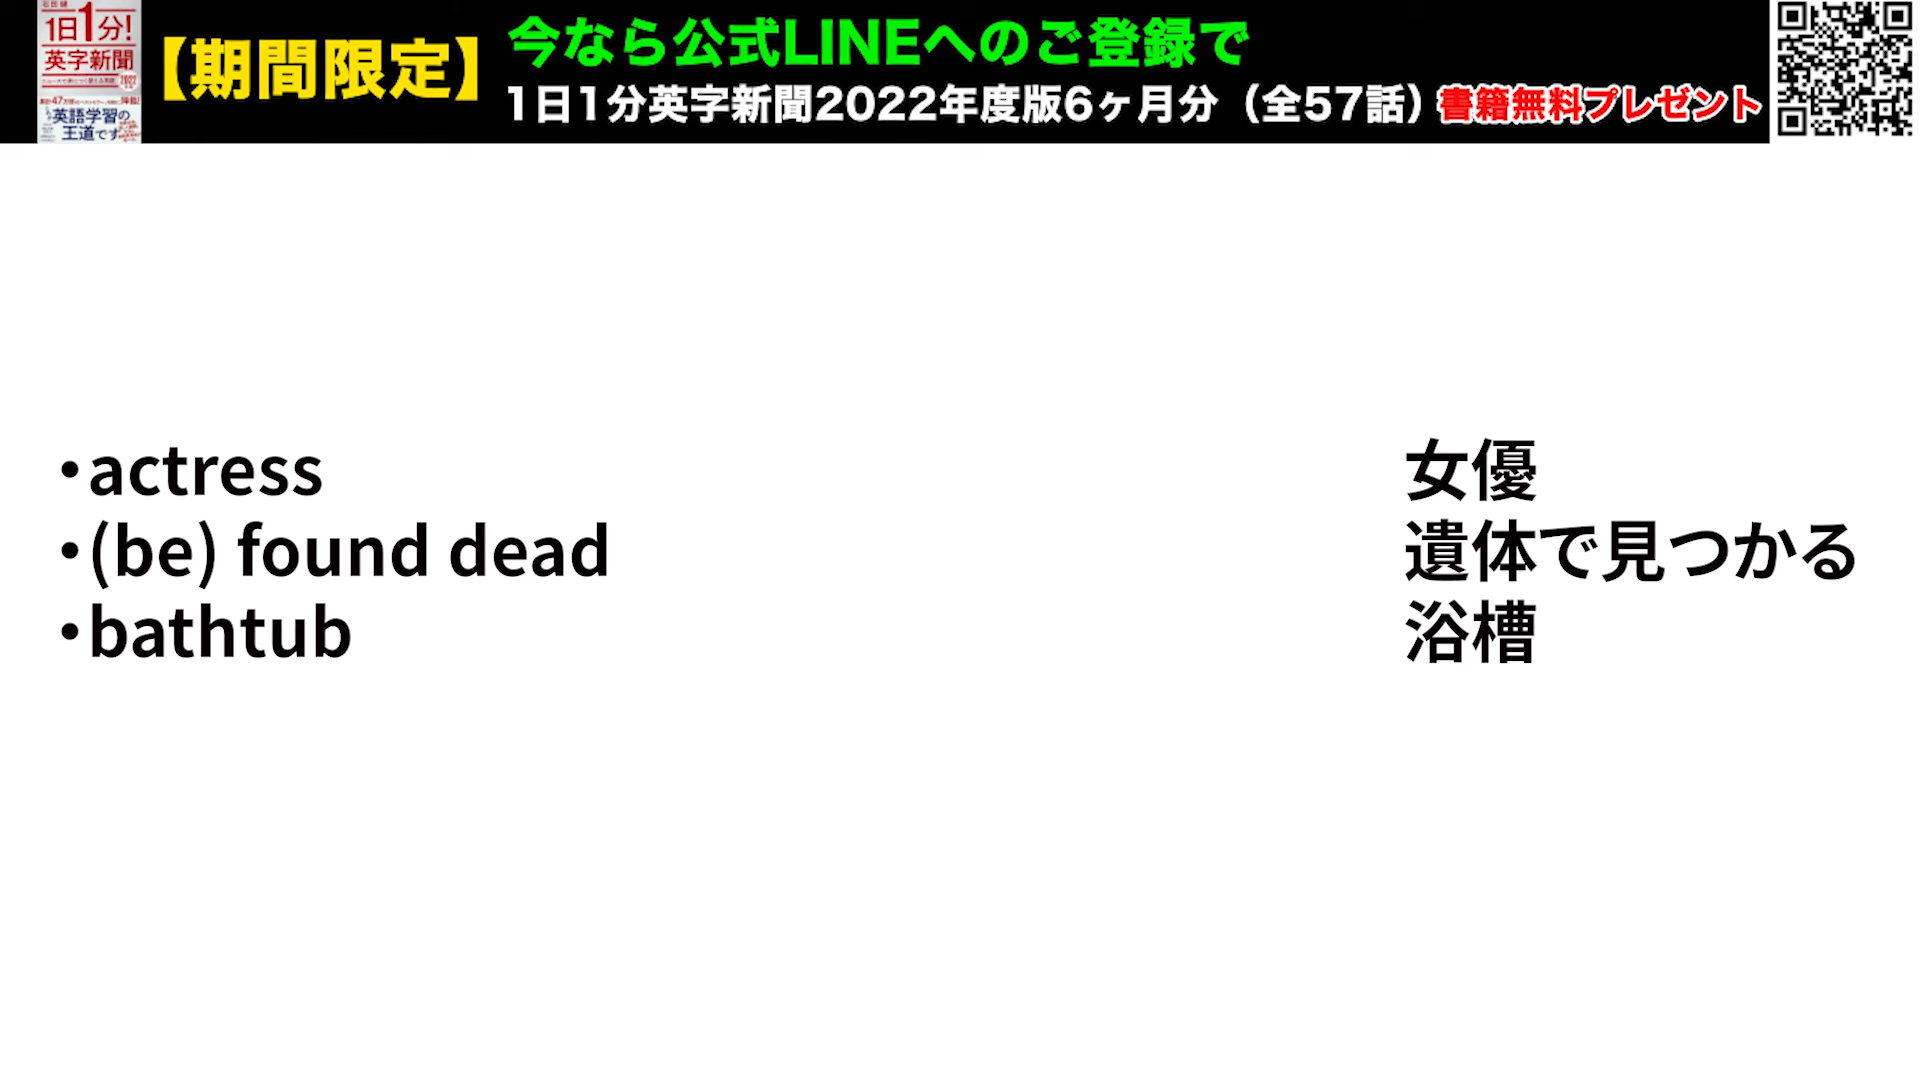 石田 健
1日1分!
英字新聞
2022
英語学習の
王道です
【期間限定】
今なら公式LINEへのご登録で
1日1分英字新聞2022年度版6ヶ月分（全57話）書籍無料プレゼント
・actress 女優
・(be) found dead 遺体で見つかる
・bathtub 浴槽